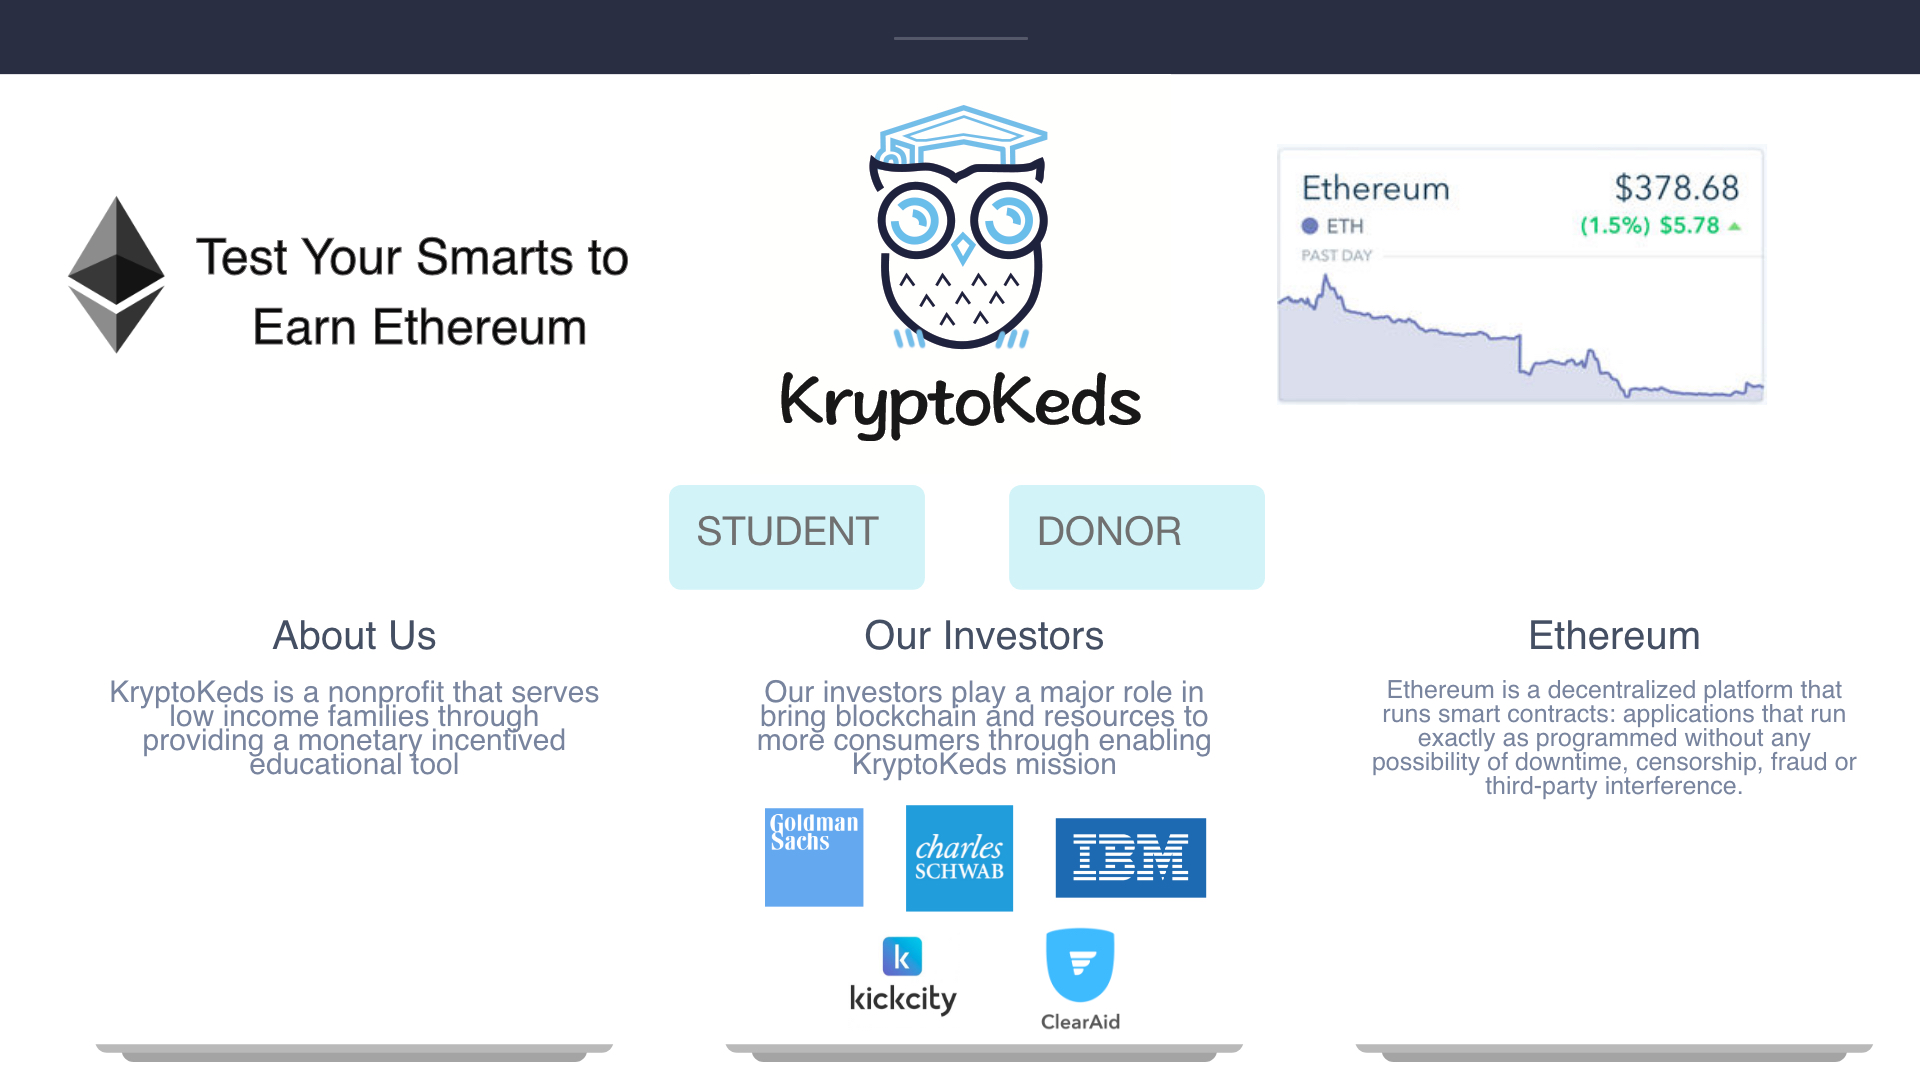 Test Your Smarts to
Earn Ethereum
KryptoKeds
Ethereum
$378.68
ETH
(1.5%) $5.78
PAST DAY
STUDENT
DONOR
About Us
KryptoKeds is a nonprofit that serves
low income families through
providing a monetary incentived
educational tool
Our Investors
Our investors play a major role in
bring blockchain and resources to
more consumers through enabling
KryptoKeds mission
Goldman
Sachs
charles
SCHWAB
IBM
k
kickcity
ClearAid
Ethereum
Ethereum is a decentralized platform that
runs smart contracts: applications that run
exactly as programmed without any
possibility of downtime, censorship, fraud or
third-party interference.